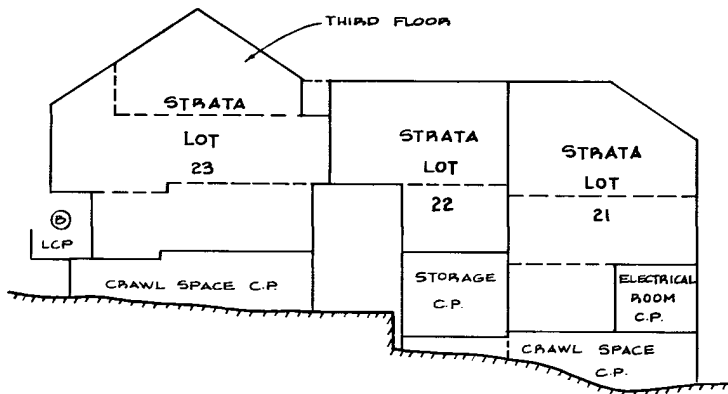 THIRD FLOOR
STRATA
LOT
23
STRATA
LOT
22
STRATA
LOT
21
B
LCP
CRAWL SPACE C.P.
STORAGE
C.P.
ELECTRICAL
ROOM
C.P.
CRAWL SPACE
C.P.